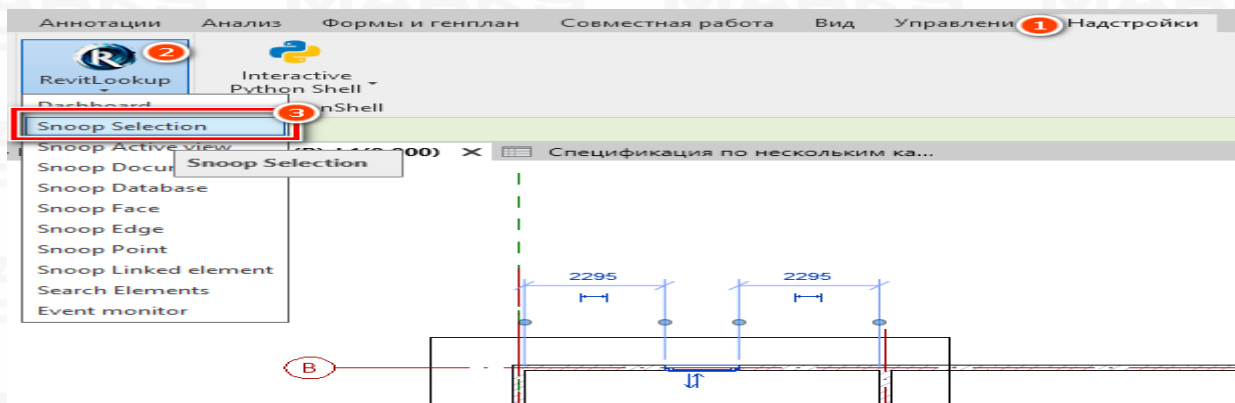 Аннотации Анализ Формы и генплан Совместная работа Вид Управлени 1 Надстройки
2
RevitLookup
Interactive
Python Shell
nShell
Dashboard
3
Snoop Selection
Snoop Active view
000) × Спецификация по нескольким ка...
Snoop Selection
Snoop Docu
Snoop Database
Snoop Face
Snoop Edge
Snoop Point
Snoop Linked element
Search Elements
Event monitor
2295 2295
В